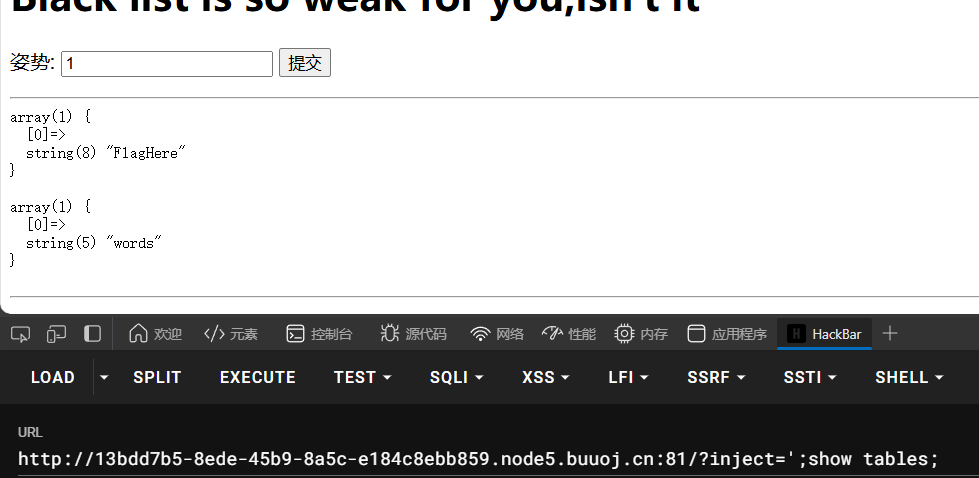 Black list is so weak for you,isn't it
姿势: 1 提交
array(1) {
[0]=>
string(8) "FlagHere"
}
array(1) {
[0]=>
string(5) "words"
}
欢迎 元素 控制台 源代码 网络 性能 内存 应用程序 H HackBar
LOAD SPLIT EXECUTE TEST SQLI XSS LFI SSRF SSTI SHELL
URL
http://13bdd7b5-8ede-45b9-8a5c-e184c8ebb859.node5.buuoj.cn:81/?inject=';show tables;